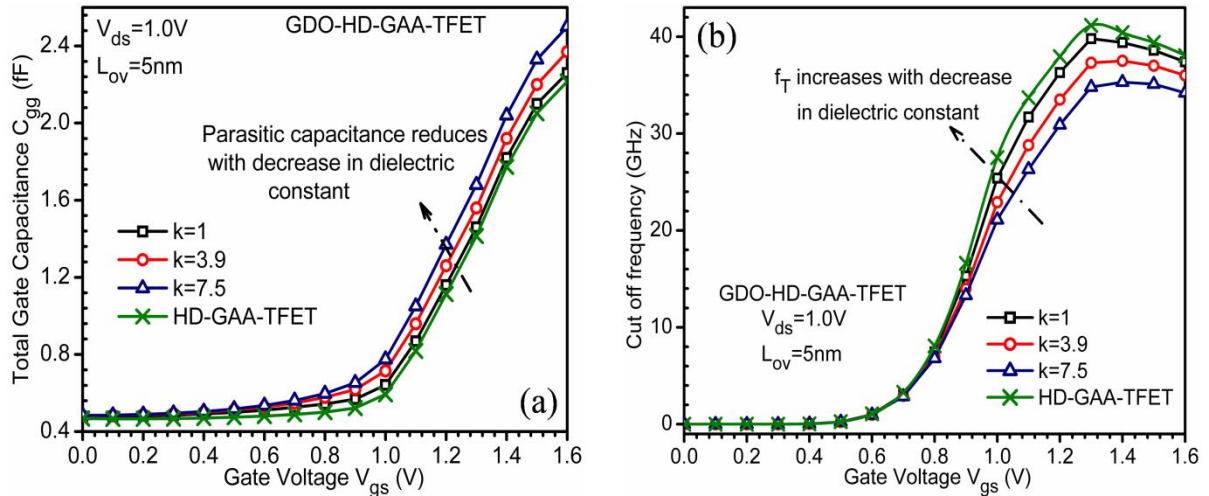 Total Gate Capacitance C_gg (fF)
2.4
2.0
1.6
1.2
0.8
0.4
V_ds=1.0V
L_ov=5nm
GDO-HD-GAA-TFET
Parasitic capacitance reduces
with decrease in dielectric
constant
k=1
k=3.9
k=7.5
HD-GAA-TFET
(a)
0.0 0.2 0.4 0.6 0.8 1.0 1.2 1.4 1.6
Gate Voltage V_gs (V)
Cut off frequency (GHz)
40
30
20
10
0
(b)
f_T increases with decrease
in dielectric constant
GDO-HD-GAA-TFET
V_ds=1.0V
L_ov=5nm
k=1
k=3.9
k=7.5
HD-GAA-TFET
0.0 0.2 0.4 0.6 0.8 1.0 1.2 1.4 1.6
Gate Voltage V_gs (V)